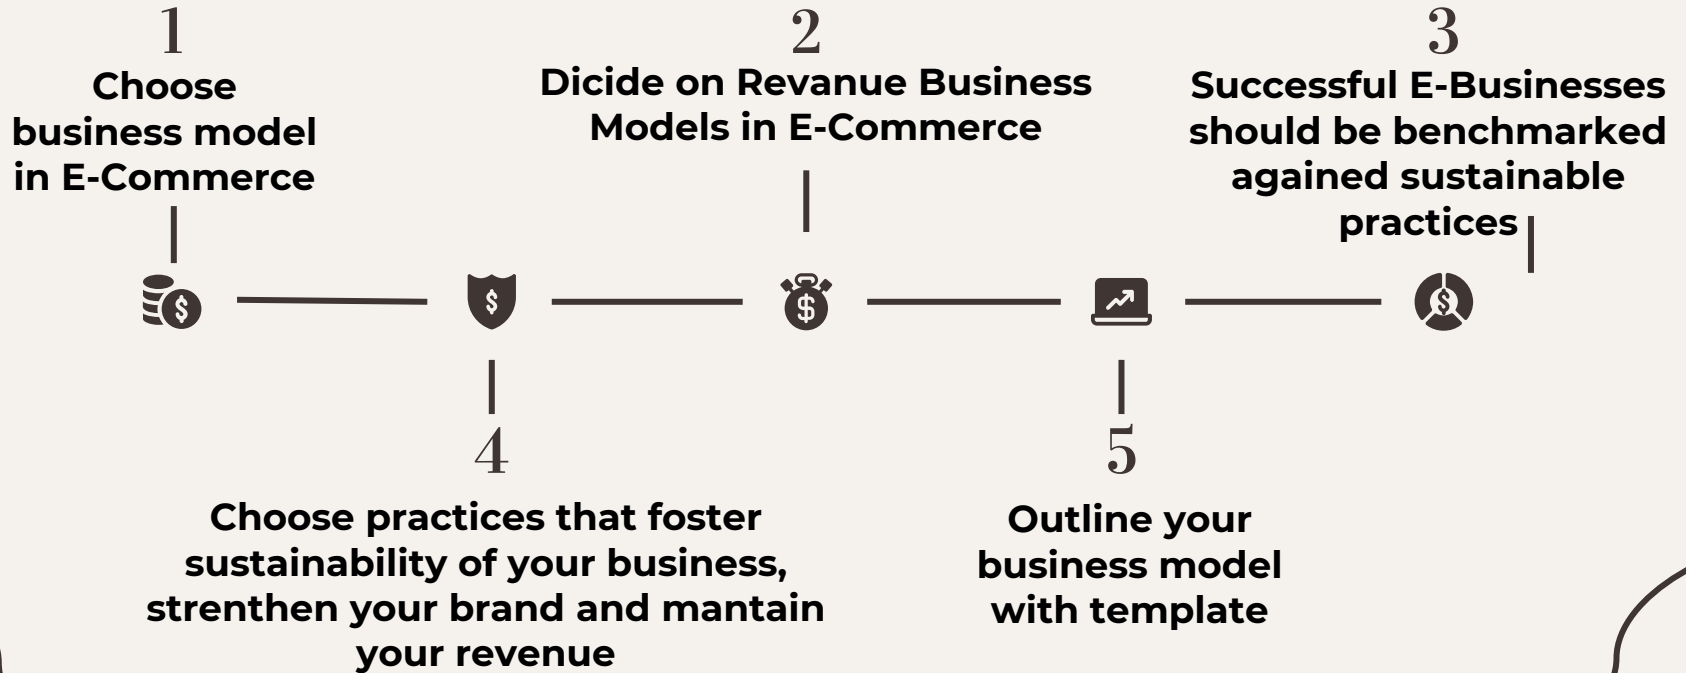 1
Choose
business model
in E-Commerce
2
Dicide on Revanue Business
Models in E-Commerce
3
Successful E-Businesses
should be benchmarked
agained sustainable
practices
4
Choose practices that foster
sustainability of your business,
strenthen your brand and mantain
your revenue
5
Outline your
business model
with template